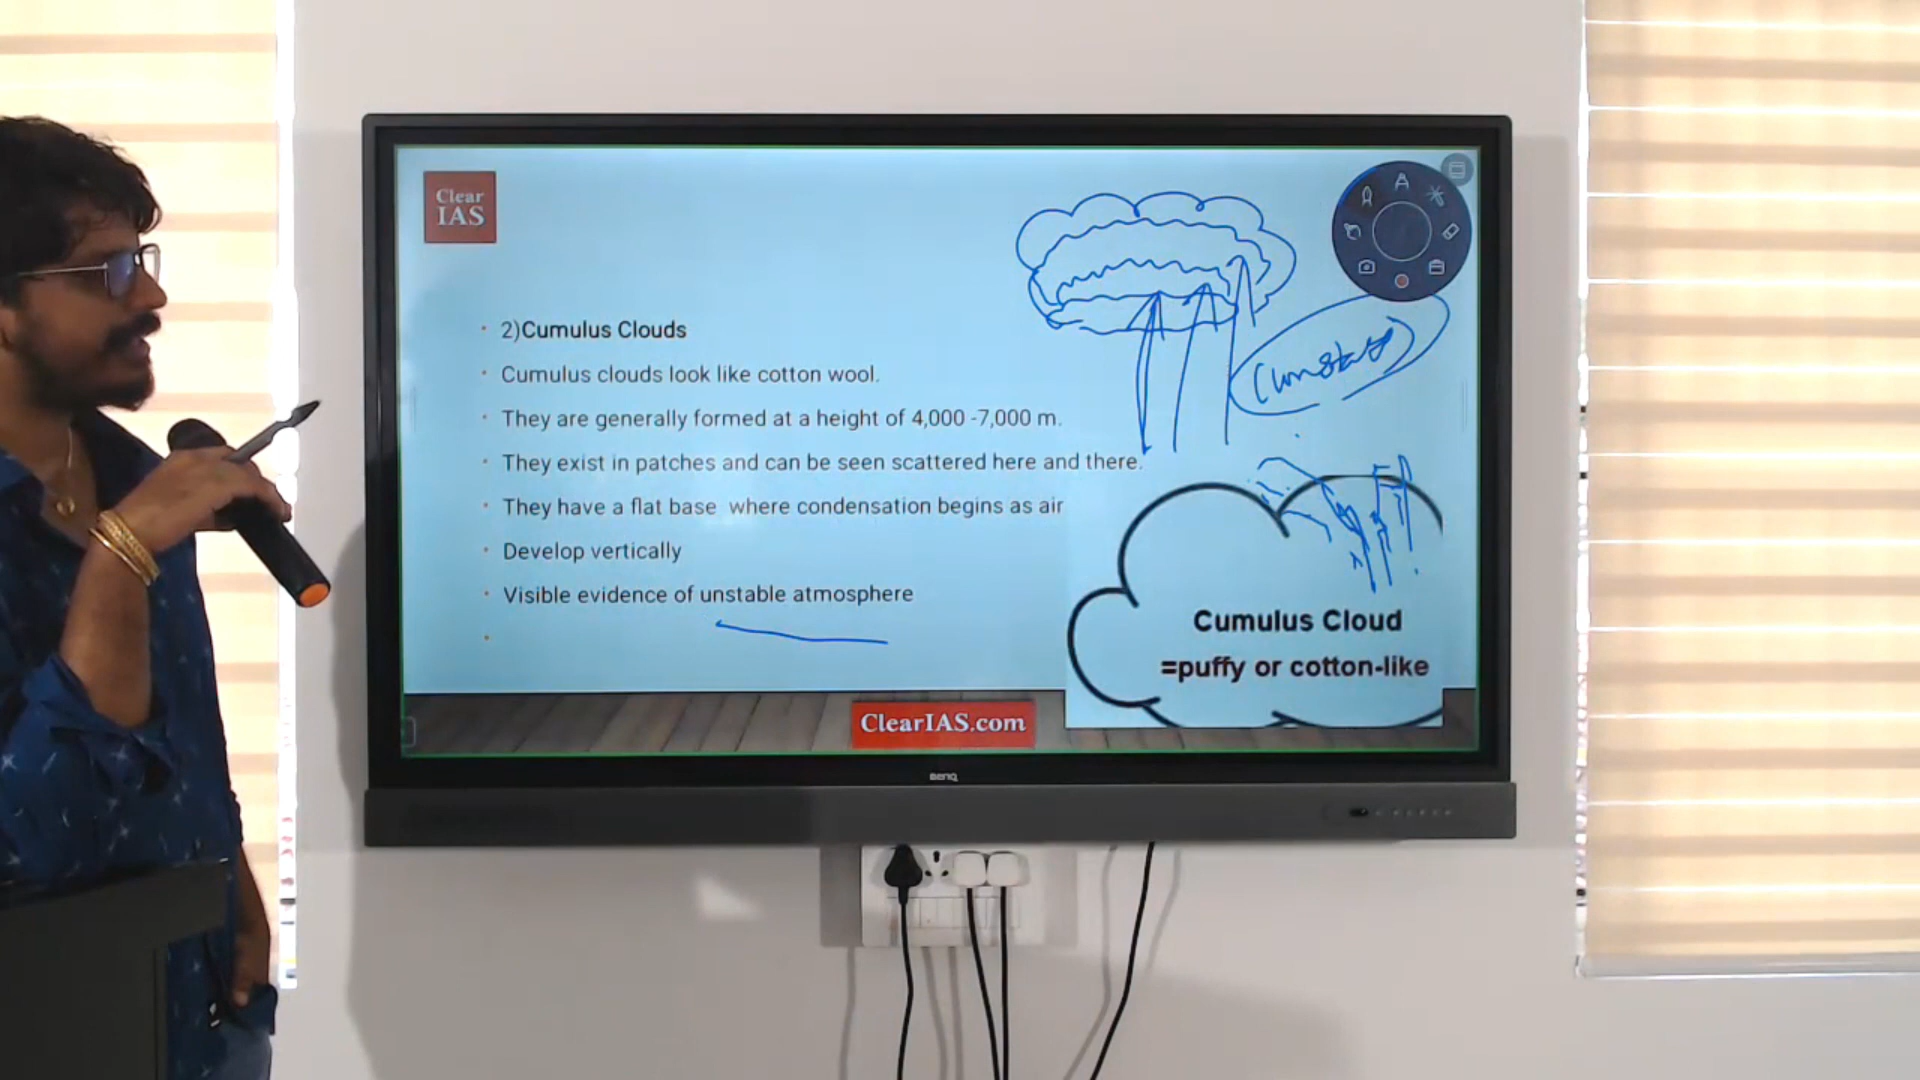 Clear
IAS
• 2)Cumulus Clouds
• Cumulus clouds look like cotton wool.
• They are generally formed at a height of 4,000 -7,000 m.
• They exist in patches and can be seen scattered here and there.
• They have a flat base where condensation begins as air
• Develop vertically
• Visible evidence of unstable atmosphere
Cumulus Cloud
=puffy or cotton-like
ClearIAS.com
BenQ